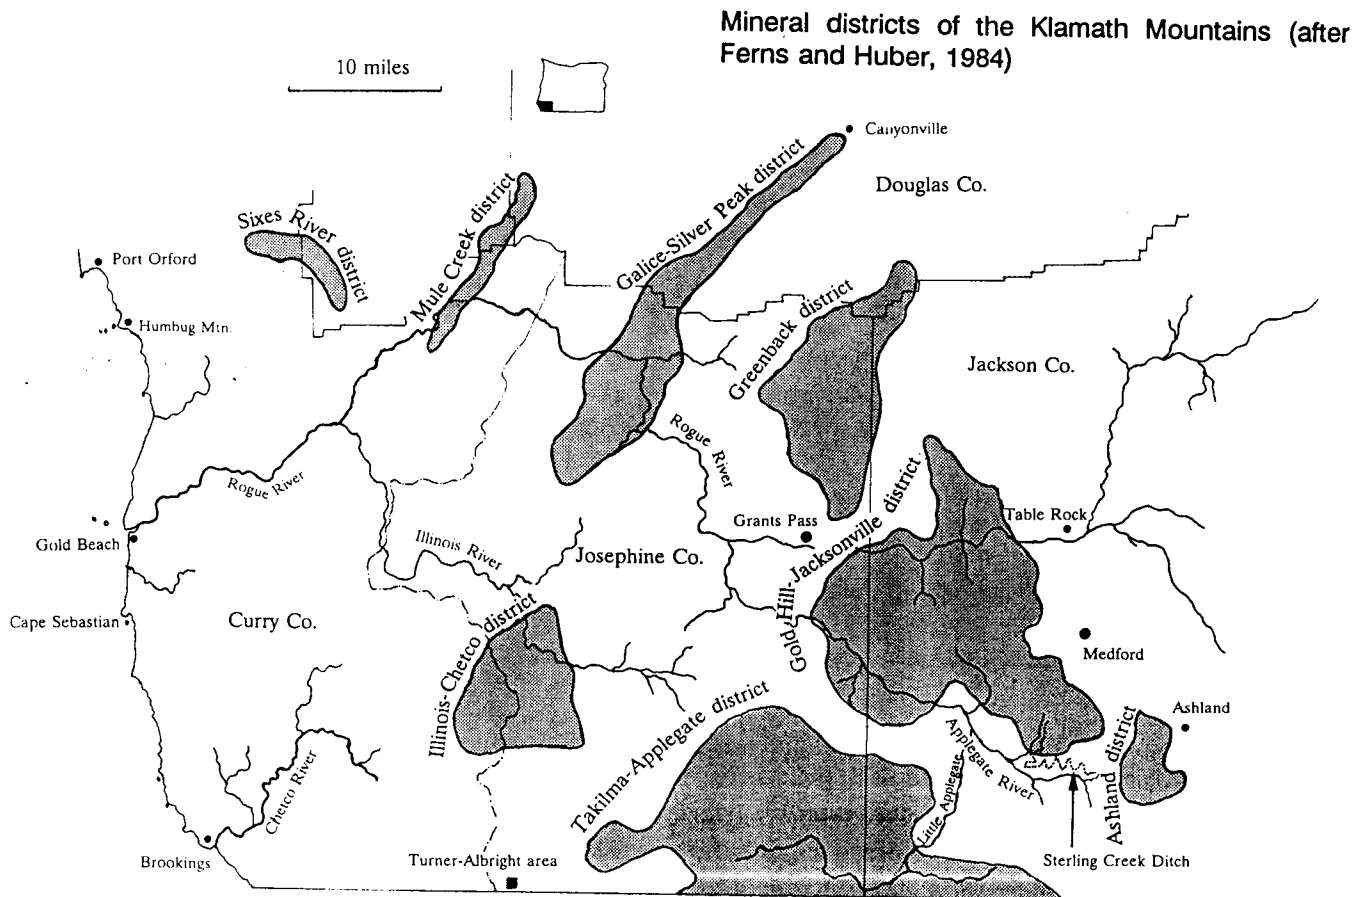 Mineral districts of the Klamath Mountains (after
Ferns and Huber, 1984)
10 miles
Canyonville
Douglas Co.
Galice-Silver Peak district
Mule Creek district
Sixes River district
Port Orford
Humbug Mtn.
Greenback district
Jackson Co.
Rogue River
Rogue River
Gold Hill-Jacksonville district
Table Rock
Grants Pass
Gold Beach
Illinois River
Josephine Co.
Cape Sebastian
Curry Co.
Illinois-Chetco district
Medford
Takilma-Applegate district
Ashland
Ashland district
Applegate River
Little Applegate
Chetco River
Brookings
Turner-Albright area
Sterling Creek Ditch